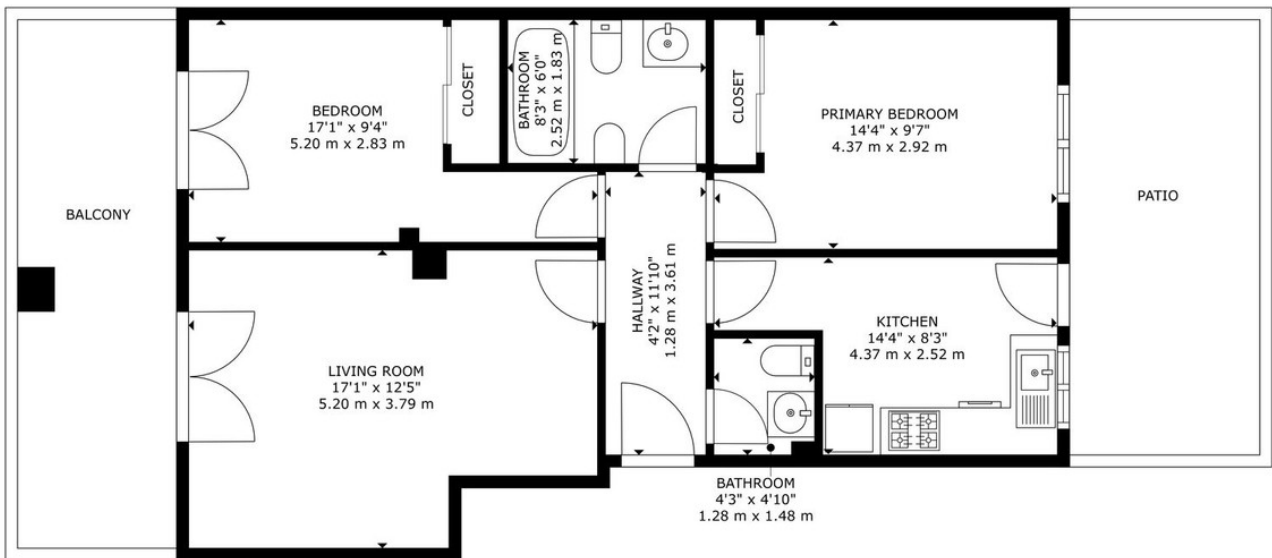 BALCONY
BEDROOM
17'1" x 9'4"
5.20 m x 2.83 m
CLOSET
BATHROOM
8'3" x 6'0"
2.52 m x 1.83 m
CLOSET
PRIMARY BEDROOM
14'4" x 9'7"
4.37 m x 2.92 m
PATIO
LIVING ROOM
17'1" x 12'5"
5.20 m x 3.79 m
HALLWAY
4'2" x 11'10"
1.28 m x 3.61 m
KITCHEN
14'4" x 8'3"
4.37 m x 2.52 m
BATHROOM
4'3" x 4'10"
1.28 m x 1.48 m